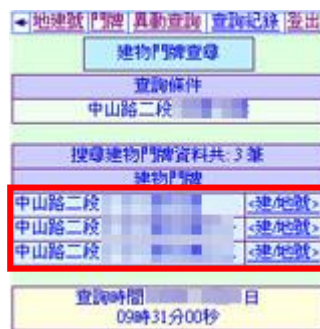 地建號 門牌 異動查詢 查詢記錄 登出
建物門牌查尋
查詢條件
中山路二段
搜尋建物門牌資料共: 3 筆
建物門牌
中山路二段 <建/地號>
中山路二段 <建/地號>
中山路二段 <建/地號>
查詢時間 日
09時31分00秒